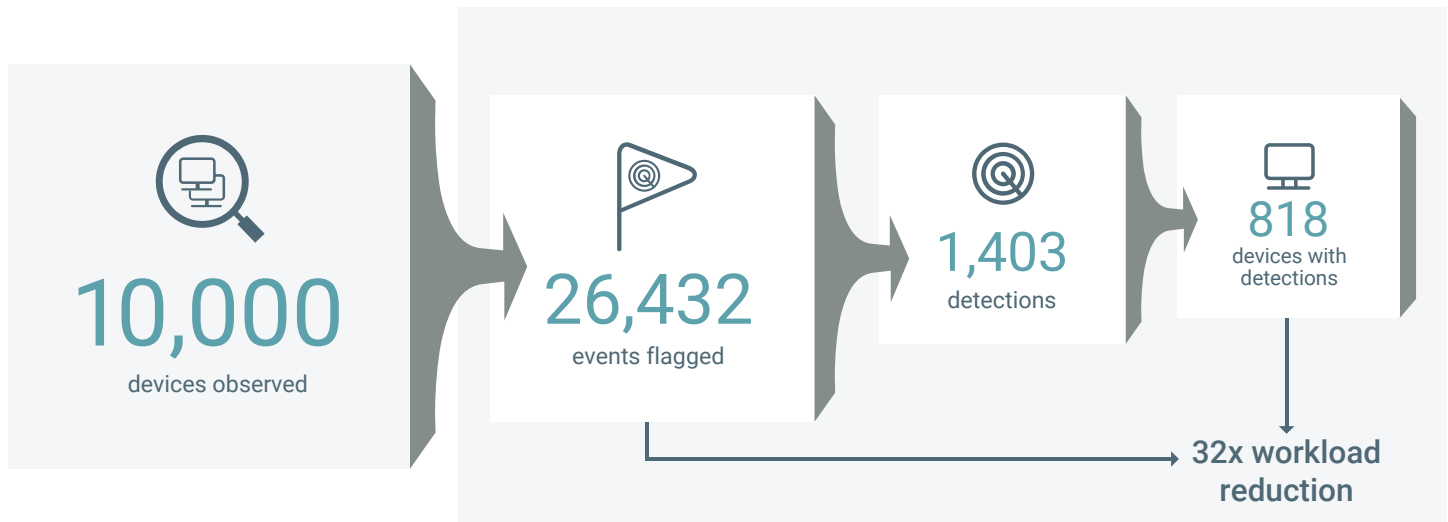 10,000
devices observed
26,432
events flagged
1,403
detections
818
devices with
detections
32x workload
reduction